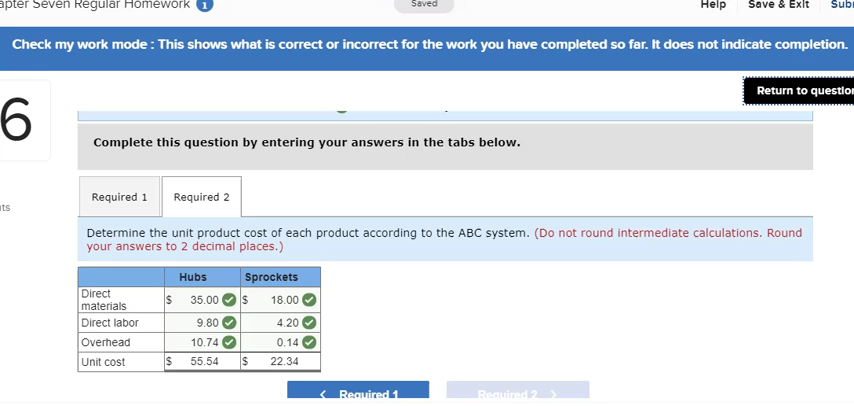 apter Seven Regular Homework i
Saved
Help Save & Exit Sub
Check my work mode : This shows what is correct or incorrect for the work you have completed so far. It does not indicate completion.
Return to question
6
nts
Complete this question by entering your answers in the tabs below.
Required 1 Required 2
Determine the unit product cost of each product according to the ABC system. (Do not round intermediate calculations. Round
your answers to 2 decimal places.)
Hubs Sprockets
Direct
materials $ 35.00 $ 18.00
Direct labor 9.80 4.20
Overhead 10.74 0.14
Unit cost $ 55.54 $ 22.34
< Required 1 Required 2 >